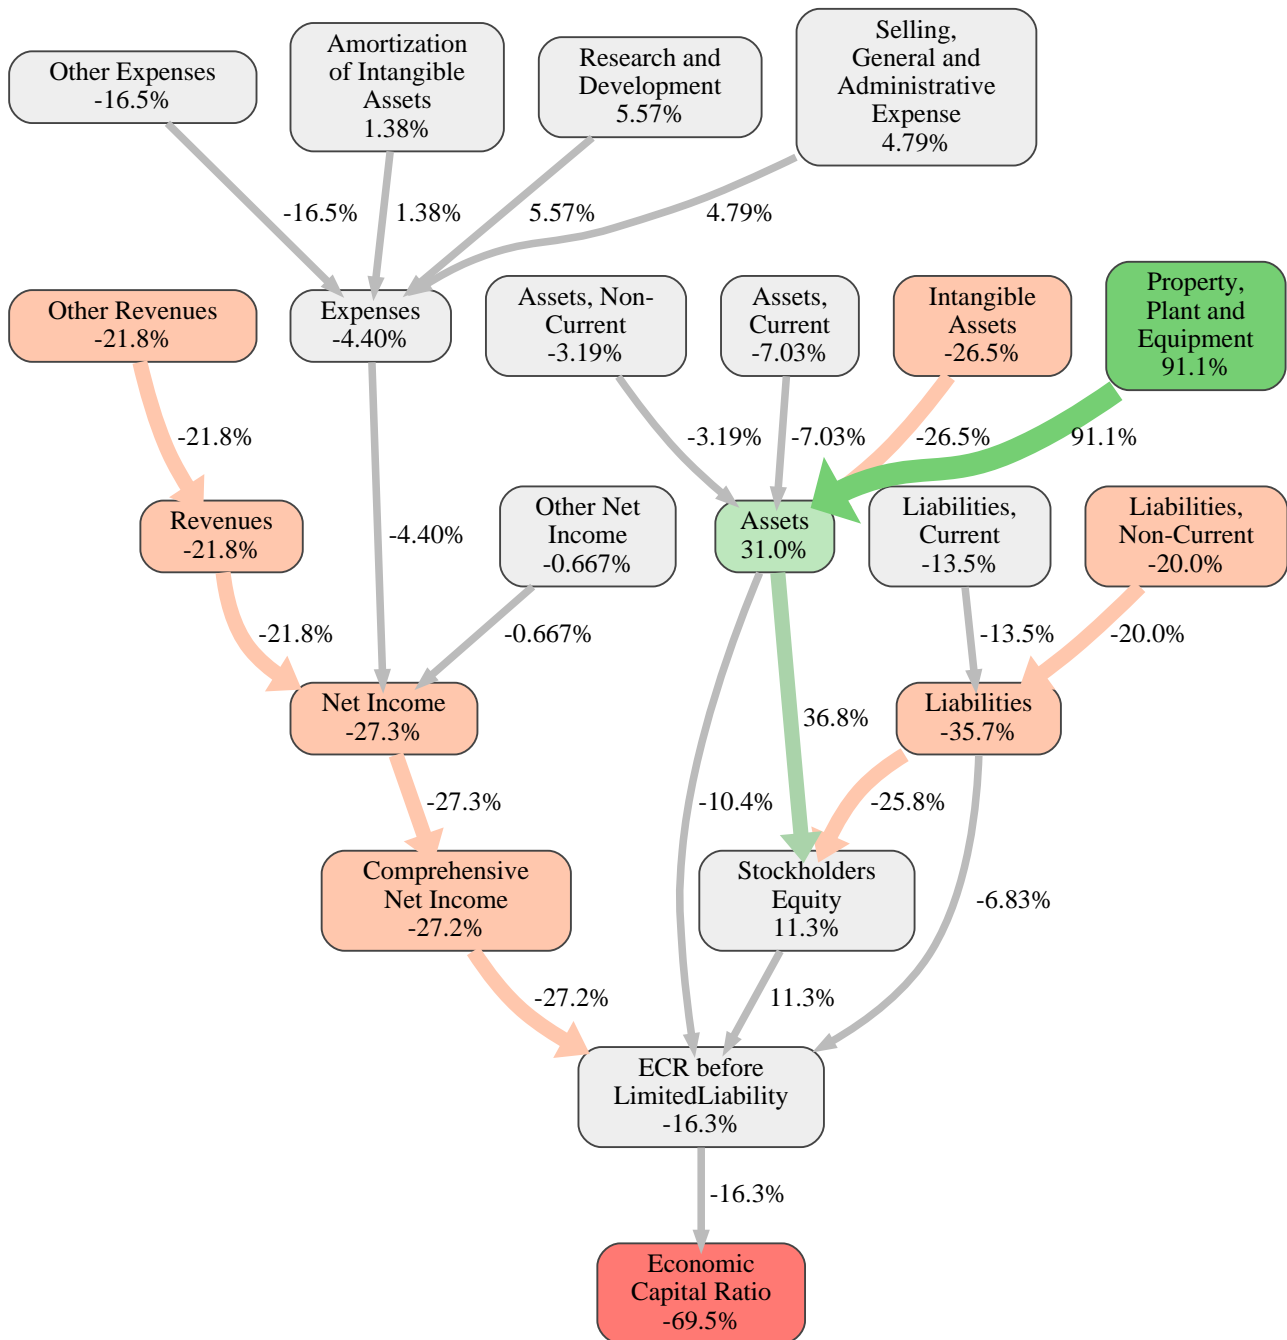 Other Expenses
-16.5%
Amortization
of Intangible
Assets
1.38%
Research and
Development
5.57%
Selling,
General and
Administrative
Expense
4.79%
-16.5%
1.38%
5.57%
4.79%
Other Revenues
-21.8%
Expenses
-4.40%
Assets, Non-
Current
-3.19%
Assets,
Current
-7.03%
Intangible
Assets
-26.5%
Property,
Plant and
Equipment
91.1%
-21.8%
-4.40%
-3.19%
-7.03%
-26.5%
91.1%
Revenues
-21.8%
Other Net
Income
-0.667%
Assets
31.0%
Liabilities,
Current
-13.5%
Liabilities,
Non-Current
-20.0%
-21.8%
-0.667%
-13.5%
-20.0%
Net Income
-27.3%
36.8%
Liabilities
-35.7%
-27.3%
-10.4%
-25.8%
Comprehensive
Net Income
-27.2%
Stockholders
Equity
11.3%
-6.83%
-27.2%
11.3%
ECR before
LimitedLiability
-16.3%
-16.3%
Economic
Capital Ratio
-69.5%